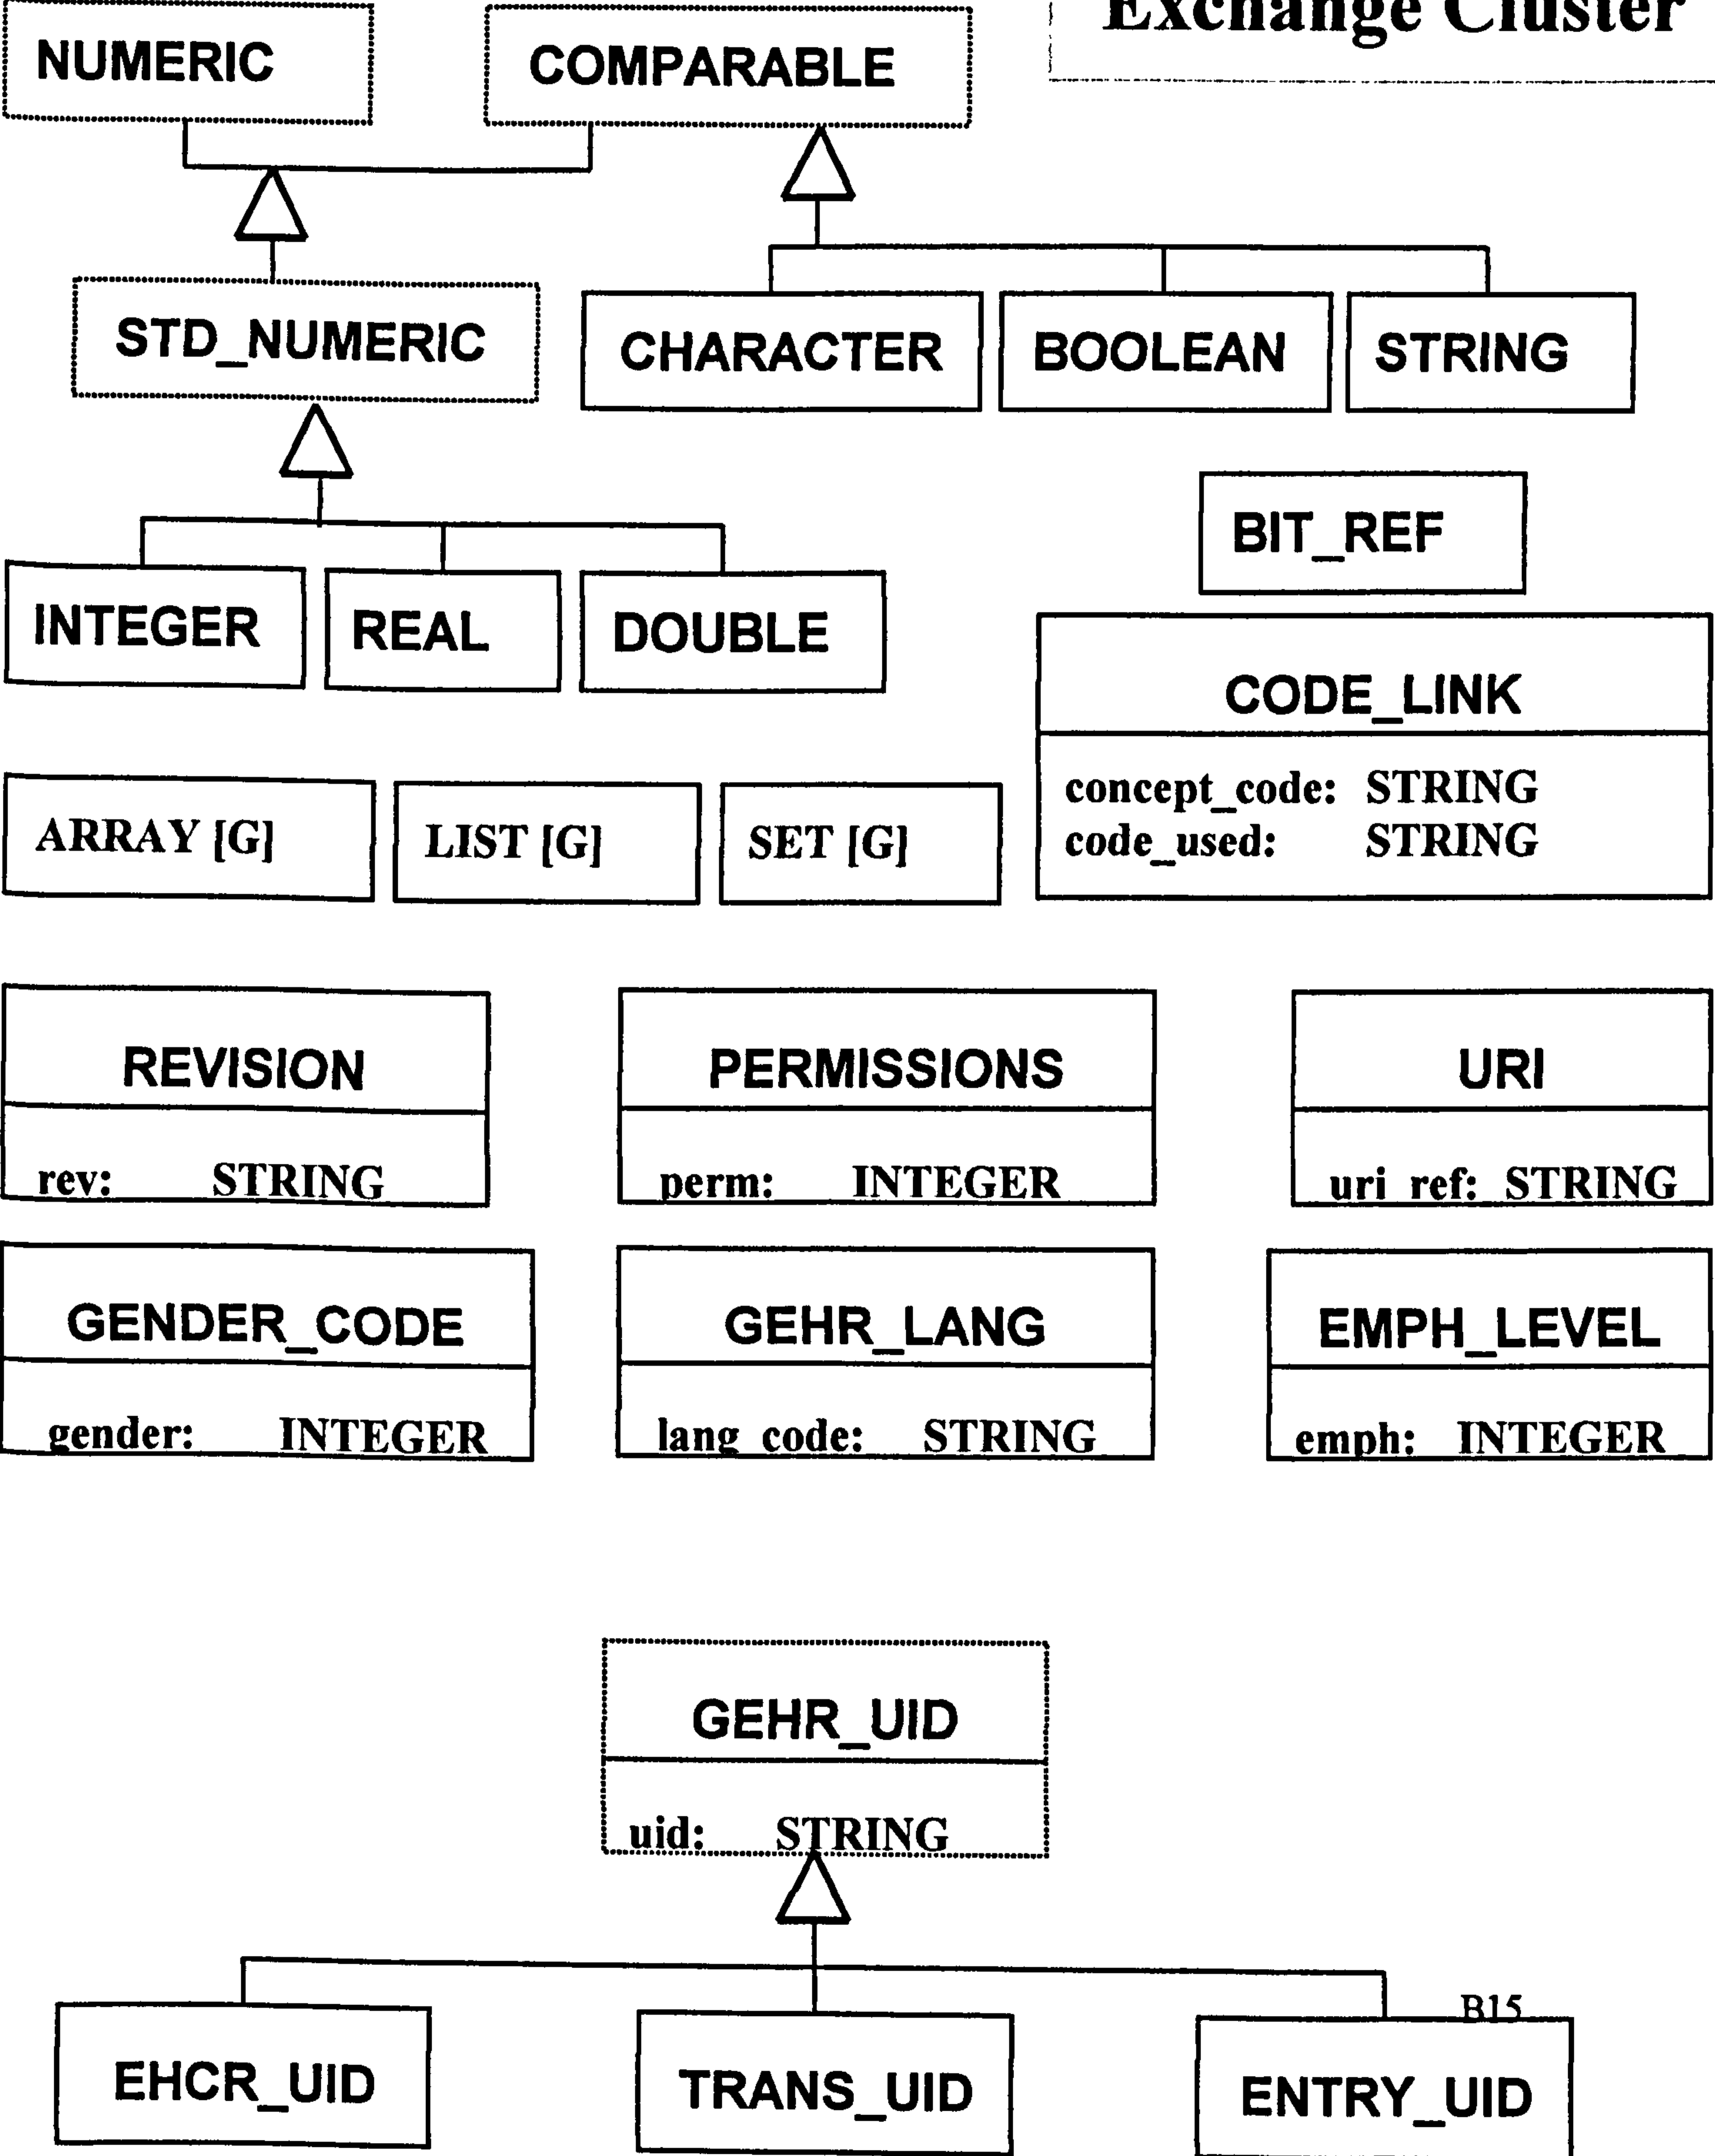 Exchange Cluster
NUMERIC
COMPARABLE
STD_NUMERIC
CHARACTER
BOOLEAN
STRING
BIT_REF
INTEGER
REAL
DOUBLE
CODE_LINK
concept_code: STRING
code_used: STRING
ARRAY [G]
LIST [G]
SET [G]
REVISION
rev: STRING
PERMISSIONS
perm: INTEGER
URI
uri_ref: STRING
GENDER_CODE
gender: INTEGER
GEHR_LANG
lang_code: STRING
EMPH_LEVEL
emph: INTEGER
GEHR_UID
uid: STRING
B15
EHCR_UID
TRANS_UID
ENTRY_UID